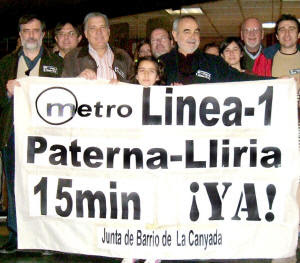 metro Linea-1
Paterna-Lliria
15min ¡YA!
Junta de Barrio de La Canyada